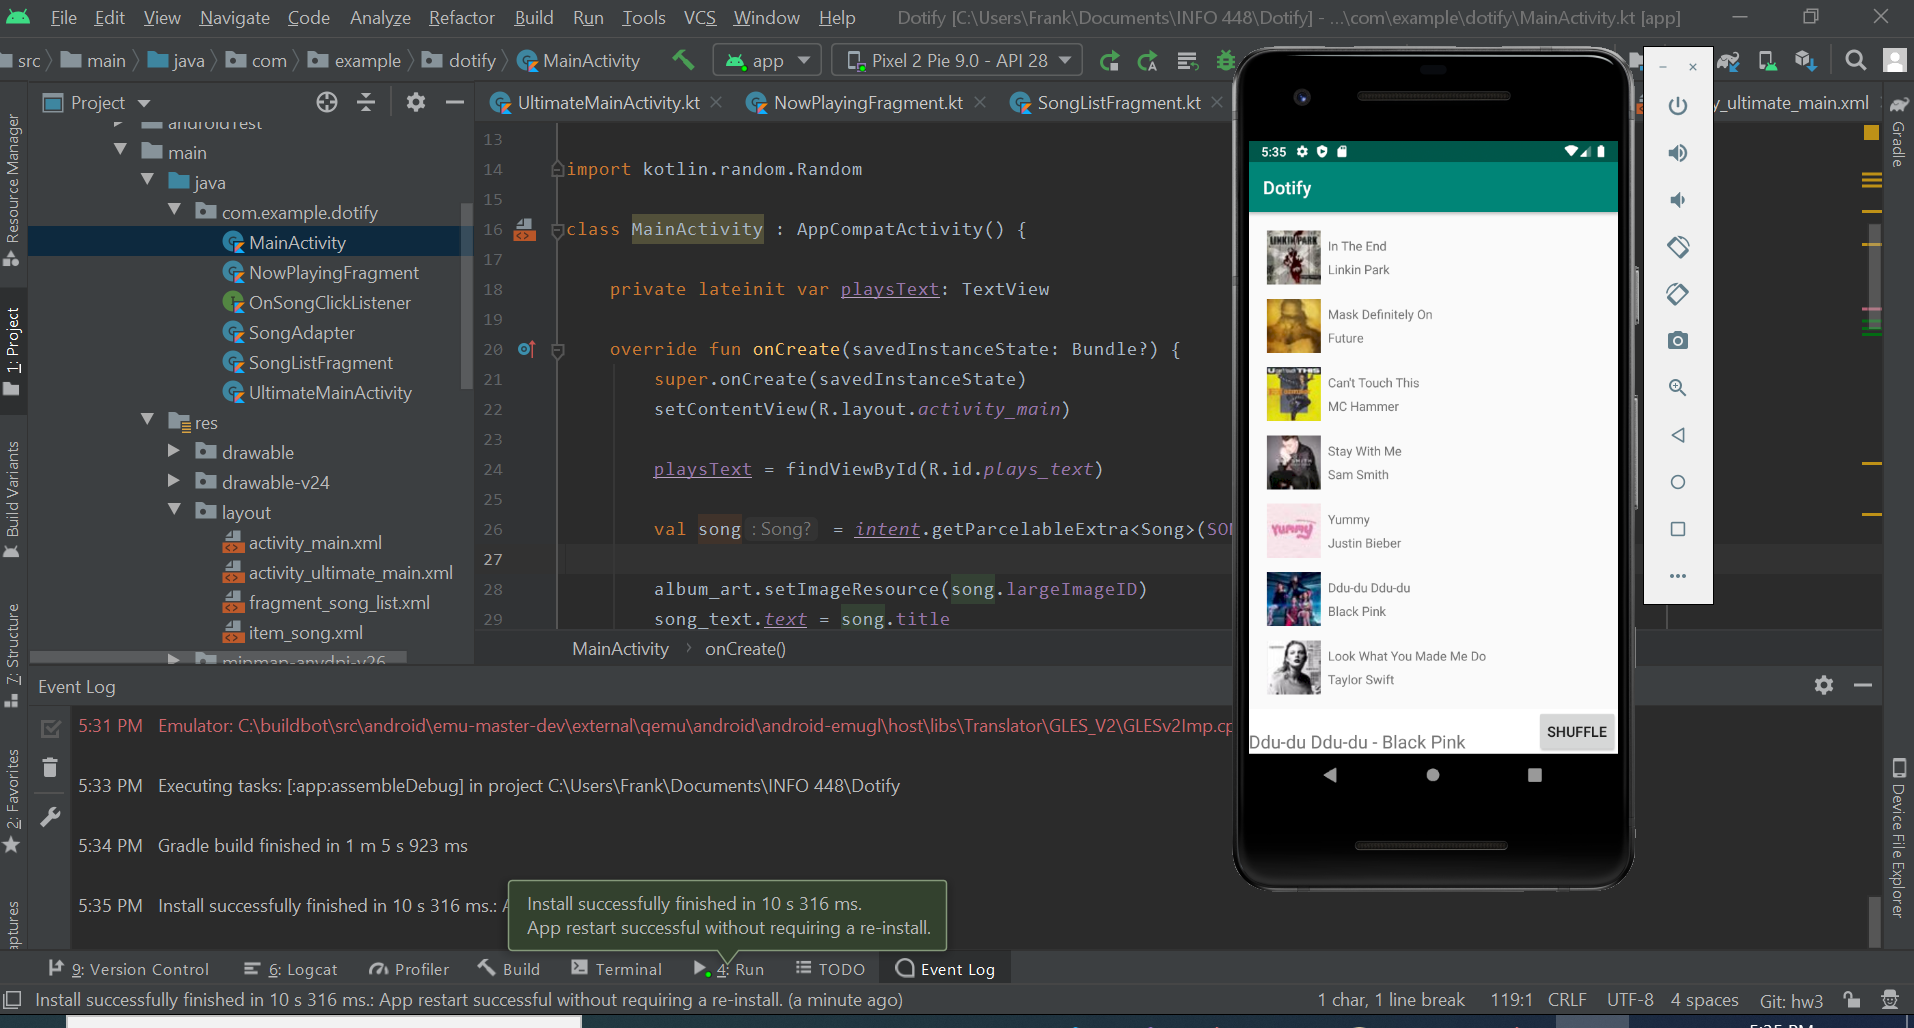 File Edit View Navigate Code Analyze Refactor Build Run Tools VCS Window Help Dotify [C:\Users\Frank\Documents\INFO 448\Dotify] - ...\com\example\dotify\MainActivity.kt [app]
src main java com example dotify MainActivity app Pixel 2 Pie 9.0 - API 28
Project
UltimateMainActivity.kt NowPlayingFragment.kt SongListFragment.kt y_ultimate_main.xml
Resource Manager
1: Project
Build Variants
7: Structure
2: Favorites
aptures
androidTest
main
java
com.example.dotify
MainActivity
NowPlayingFragment
OnSongClickListener
SongAdapter
SongListFragment
UltimateMainActivity
res
drawable
drawable-v24
layout
activity_main.xml
activity_ultimate_main.xml
fragment_song_list.xml
item_song.xml
mipmap-anydpi-v26
13
14 import kotlin.random.Random
15
16 class MainActivity : AppCompatActivity() {
17
18 private lateinit var playsText: TextView
19
20 override fun onCreate(savedInstanceState: Bundle?) {
21 super.onCreate(savedInstanceState)
22 setContentView(R.layout.activity_main)
23
24 playsText = findViewById(R.id.plays_text)
25
26 val song : Song? = intent.getParcelableExtra<Song>(SON
27
28 album_art.setImageResource(song.largeImageID)
29 song_text.text = song.title
MainActivity onCreate()
5:35
Dotify
LINKIN PARK
In The End
Linkin Park
Mask Definitely On
Future
Can't Touch This
MC Hammer
Stay With Me
Sam Smith
YUMMY
Yummy
Justin Bieber
Ddu-du Ddu-du
Black Pink
Look What You Made Me Do
Taylor Swift
Ddu-du Ddu-du - Black Pink
SHUFFLE
Gradle
Device File Explorer
Event Log
5:31 PM Emulator: C:\buildbot\src\android\emu-master-dev\external\qemu\android\android-emugl\host\libs\Translator\GLES_V2\GLESv2Imp.cp
5:33 PM Executing tasks: [:app:assembleDebug] in project C:\Users\Frank\Documents\INFO 448\Dotify
5:34 PM Gradle build finished in 1 m 5 s 923 ms
5:35 PM Install successfully finished in 10 s 316 ms.: A
Install successfully finished in 10 s 316 ms.
App restart successful without requiring a re-install.
9: Version Control 6: Logcat Profiler Build Terminal 4: Run TODO Event Log
Install successfully finished in 10 s 316 ms.: App restart successful without requiring a re-install. (a minute ago) 1 char, 1 line break 119:1 CRLF UTF-8 4 spaces Git: hw3
5:35 PM